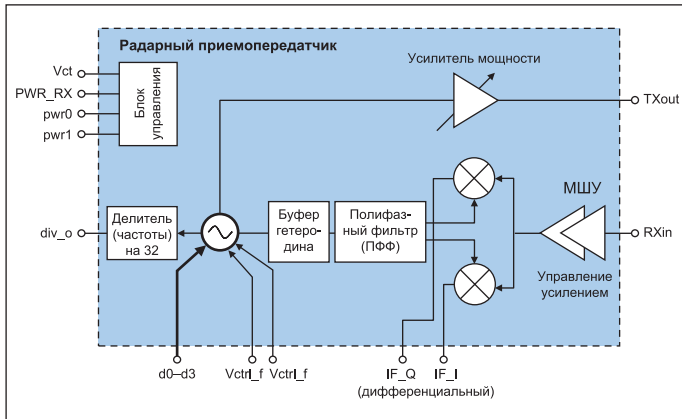 Радарный приемопередатчик
Vct
PWR_RX
pwr0
pwr1
Блок
управления
Усилитель мощности
TXout
div_o
Делитель
(частоты)
на 32
Буфер
гетеро-
дина
Полифаз-
ный фильтр
(ПФФ)
МШУ
RXin
Управление
усилением
d0–d3
Vctrl_f
Vctrl_f
IF_Q
IF_I
(дифференциальный)